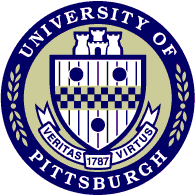 UNIVERSITY OF
PITTSBURGH
VERITAS VIRTUS
1787